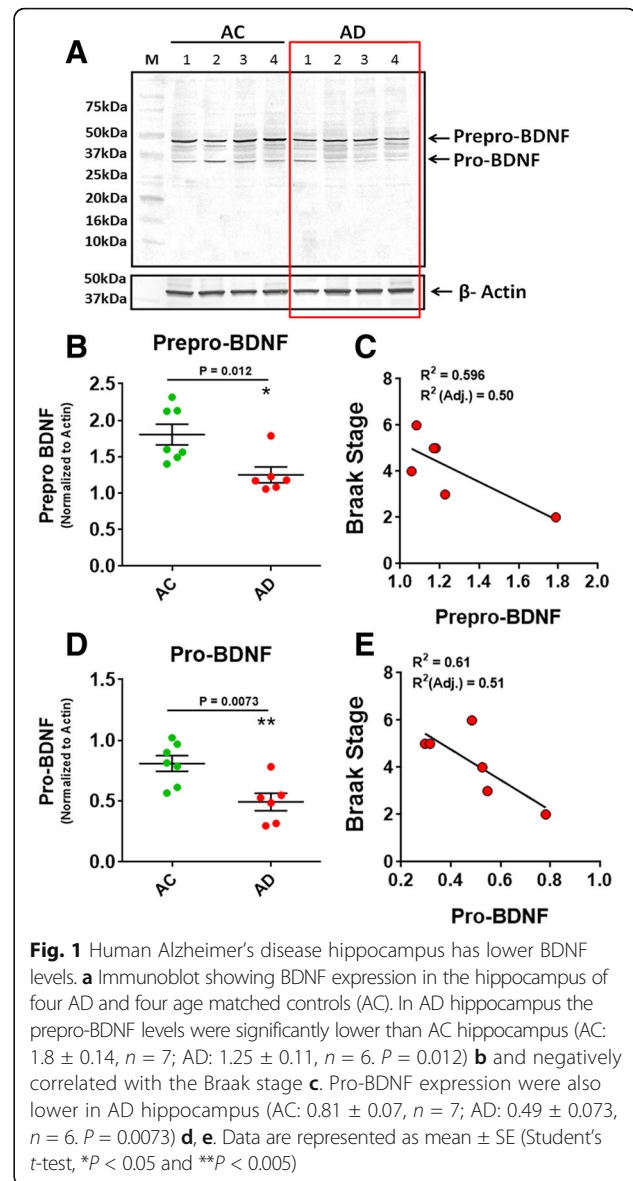 A
AC AD
M 1 2 3 4 1 2 3 4
75kDa
50kDa
37kDa
25kDa
20kDa
16kDa
10kDa
Prepro-BDNF
Pro-BDNF
50kDa
37kDa
β- Actin
B
Prepro-BDNF
P = 0.012
*
Prepro BDNF
(Normalized to Actin)
2.5
2.0
1.5
1.0
0.5
0.0
AC
AD
C
R² = 0.596
R² (Adj.) = 0.50
Braak Stage
8
6
4
2
0
1.0 1.2 1.4 1.6 1.8 2.0
Prepro-BDNF
D
Pro-BDNF
P = 0.0073
**
Pro-BDNF
(Normalized to Actin)
1.5
1.0
0.5
0.0
AC
AD
E
R² = 0.61
R²(Adj.) = 0.51
Braak Stage
8
6
4
2
0
0.2 0.4 0.6 0.8 1.0
Pro-BDNF
Fig. 1 Human Alzheimer's disease hippocampus has lower BDNF
levels. a Immunoblot showing BDNF expression in the hippocampus of
four AD and four age matched controls (AC). In AD hippocampus the
prepro-BDNF levels were significantly lower than AC hippocampus (AC:
1.8 ± 0.14, n = 7; AD: 1.25 ± 0.11, n = 6. P = 0.012) b and negatively
correlated with the Braak stage c. Pro-BDNF expression were also
lower in AD hippocampus (AC: 0.81 ± 0.07, n = 7; AD: 0.49 ± 0.073,
n = 6. P = 0.0073) d, e. Data are represented as mean ± SE (Student's
t-test, *P < 0.05 and **P < 0.005)